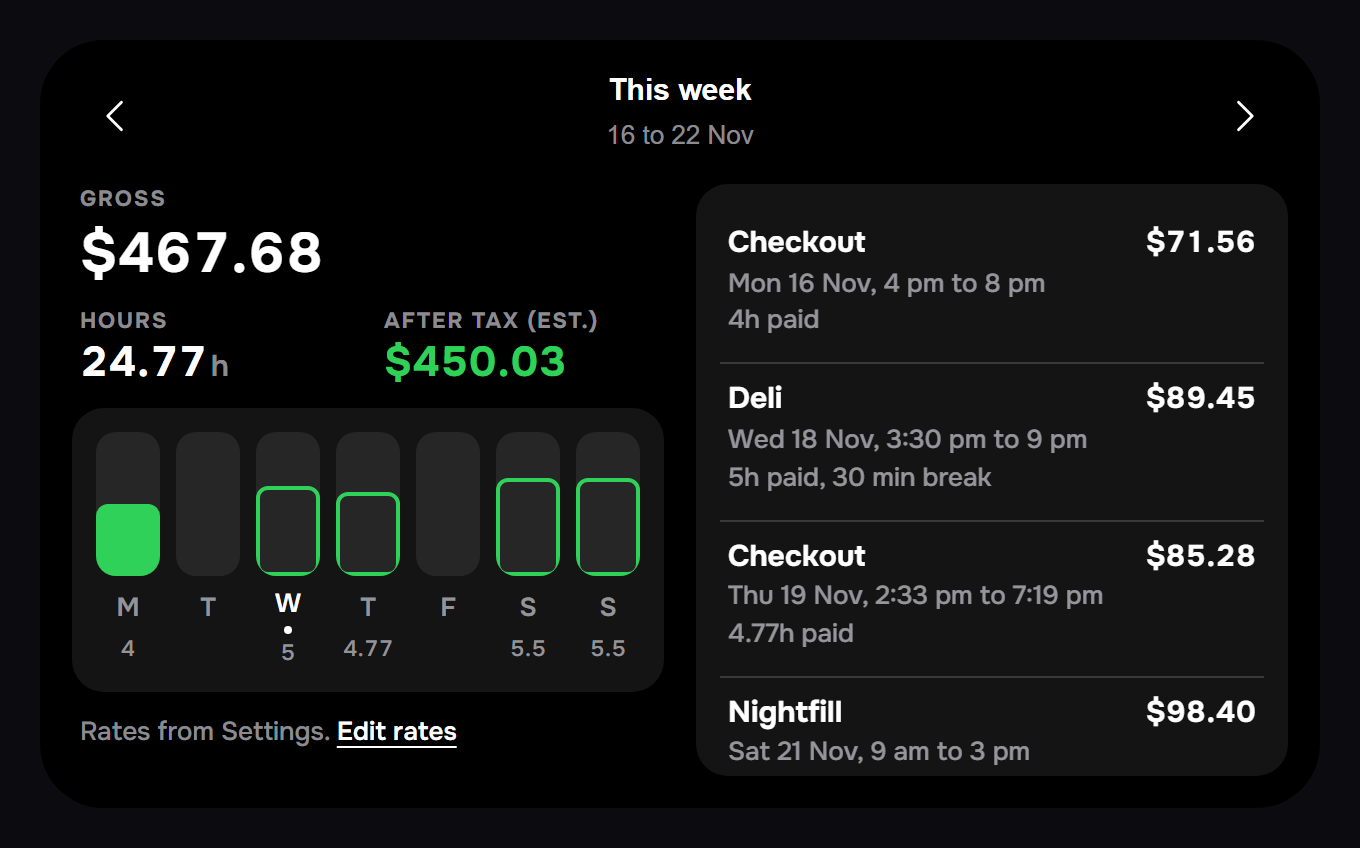 This week
16 to 22 Nov
GROSS
$467.68
HOURS
24.77h
AFTER TAX (EST.)
$450.03
M T W T F S S
4 5 4.77 5.5 5.5
Rates from Settings. Edit rates
Checkout $71.56
Mon 16 Nov, 4 pm to 8 pm
4h paid
Deli $89.45
Wed 18 Nov, 3:30 pm to 9 pm
5h paid, 30 min break
Checkout $85.28
Thu 19 Nov, 2:33 pm to 7:19 pm
4.77h paid
Nightfill $98.40
Sat 21 Nov, 9 am to 3 pm